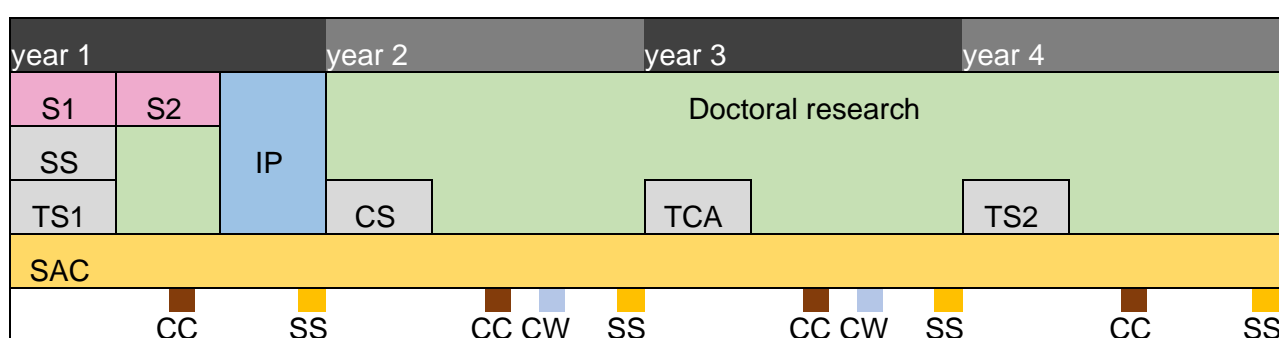 year 1 year 2 year 3 year 4
S1 S2 Doctoral research
SS IP
TS1 CS TCA TS2
SAC
CC SS CC CW SS CC CW SS CC SS